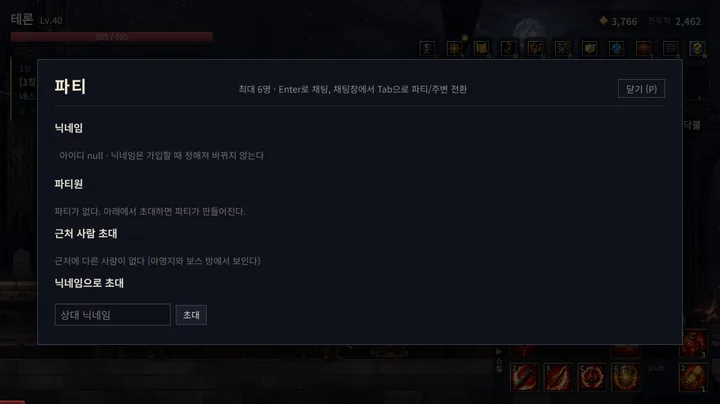 테론 Lv.40
3,766 전투력 2,462
985 / 985
파티
최대 6명 · Enter로 채팅, 채팅창에서 Tab으로 파티/주변 전환
닫기 (P)
닉네임
아이디 null · 닉네임은 가입할 때 정해져 바뀌지 않는다
파티원
파티가 없다. 아래에서 초대하면 파티가 만들어진다.
근처 사람 초대
근처에 다른 사람이 없다 (야영지와 보스 방에서 보인다)
닉네임으로 초대
상대 닉네임
초대